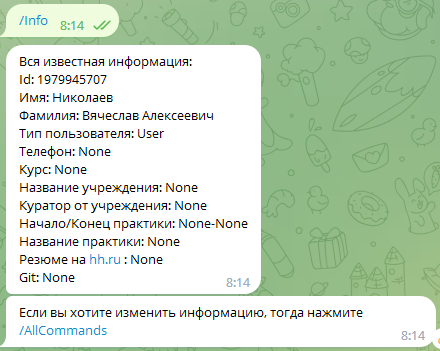 /Info
8:14
Вся известная информация:
Id: 1979945707
Имя: Николаев
Фамилия: Вячеслав Алексеевич
Тип пользователя: User
Телефон: None
Курс: None
Название учреждения: None
Куратор от учреждения: None
Начало/Конец практики: None-None
Название практики: None
Резюме на hh.ru : None
Git: None
8:14
Если вы хотите изменить информацию, тогда нажмите
/AllCommands
8:14